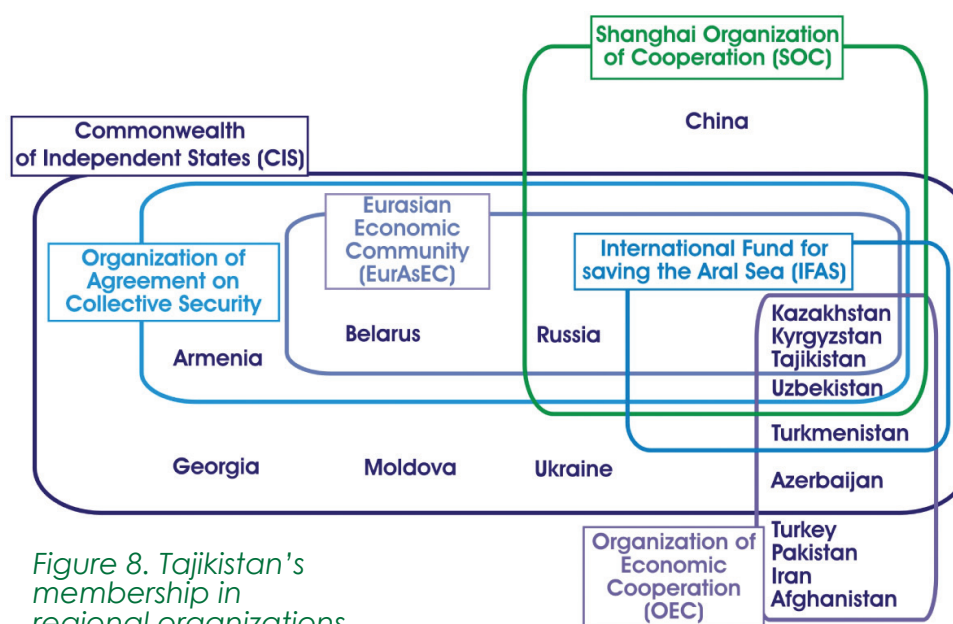 Shanghai Organization
of Cooperation (SOC)
China
Commonwealth
of Independent States (CIS)
Eurasian
Economic
Community
(EurAsEC)
Organization of
Agreement on
Collective Security
International Fund for
saving the Aral Sea (IFAS)
Armenia
Belarus
Russia
Kazakhstan
Kyrgyzstan
Tajikistan
Uzbekistan
Turkmenistan
Georgia
Moldova
Ukraine
Azerbaijan
Organization of
Economic
Cooperation
(OEC)
Turkey
Pakistan
Iran
Afghanistan
Figure 8. Tajikistan’s
membership in
regional organizations